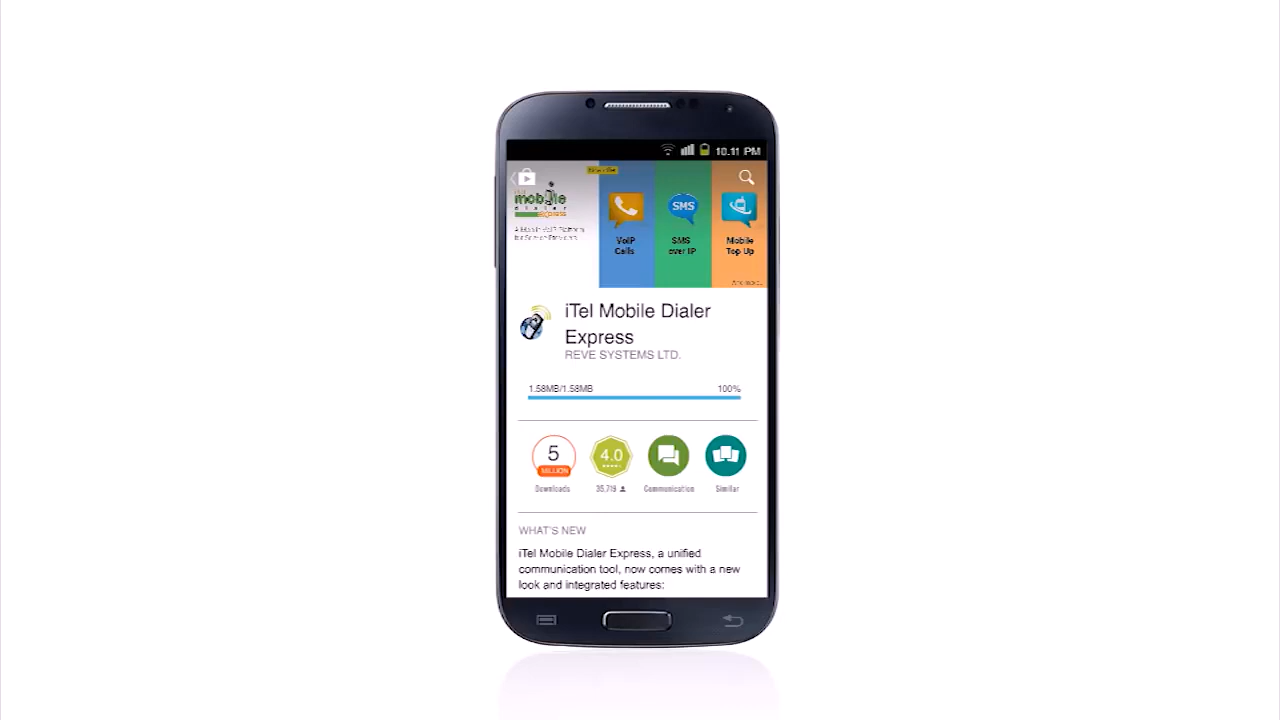 10.11 PM
mobile
dialer
express
SMS
VoIP
Calls
SMS
over IP
Mobile
Top Up
iTel Mobile Dialer
Express
REVE SYSTEMS LTD.
1.58MB/1.58MB 100%
5
MILLION
4.0
Downloads
35,719
Communication
Similar
WHAT'S NEW
iTel Mobile Dialer Express, a unified
communication tool, now comes with a new
look and integrated features: